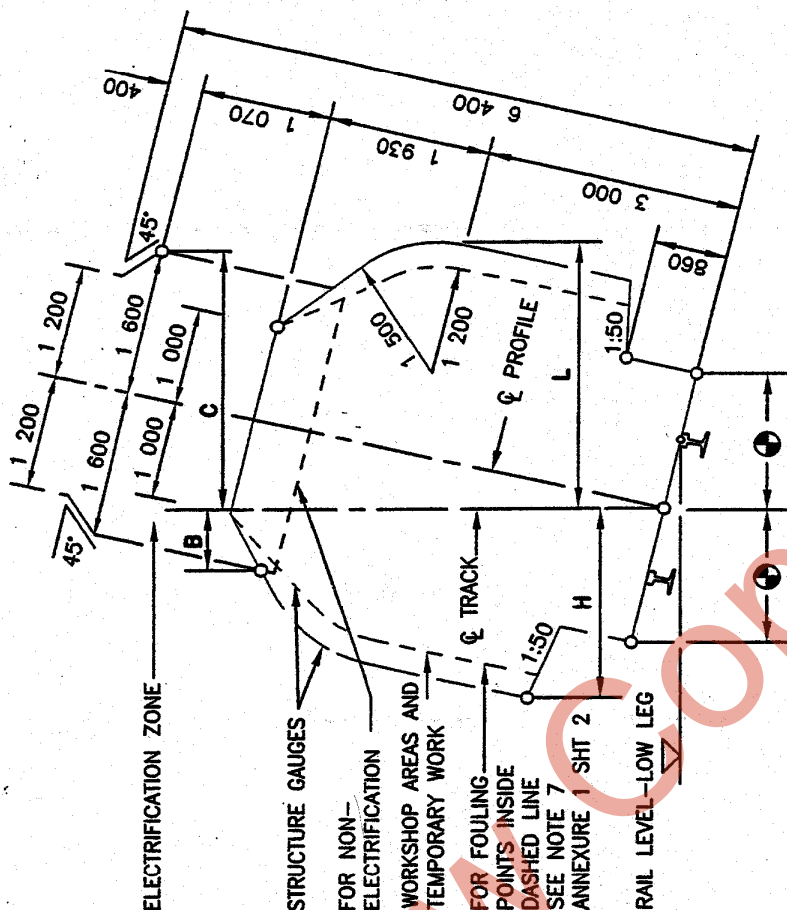 400
45°
1 200
1 200
1 600
1 600
1 000
1 000
45°
1 070
6 400
1 930
3 000
860
C
B
1 500
1 200
℄ PROFILE
L
1:50
℄ TRACK
H
1:50
ELECTRIFICATION ZONE
STRUCTURE GAUGES
FOR NON-
ELECTRIFICATION
WORKSHOP AREAS AND
TEMPORARY WORK
FOR FOULING
POINTS INSIDE
DASHED LINE
SEE NOTE 7
ANNEXURE 1 SHT 2
RAIL LEVEL-LOW LEG